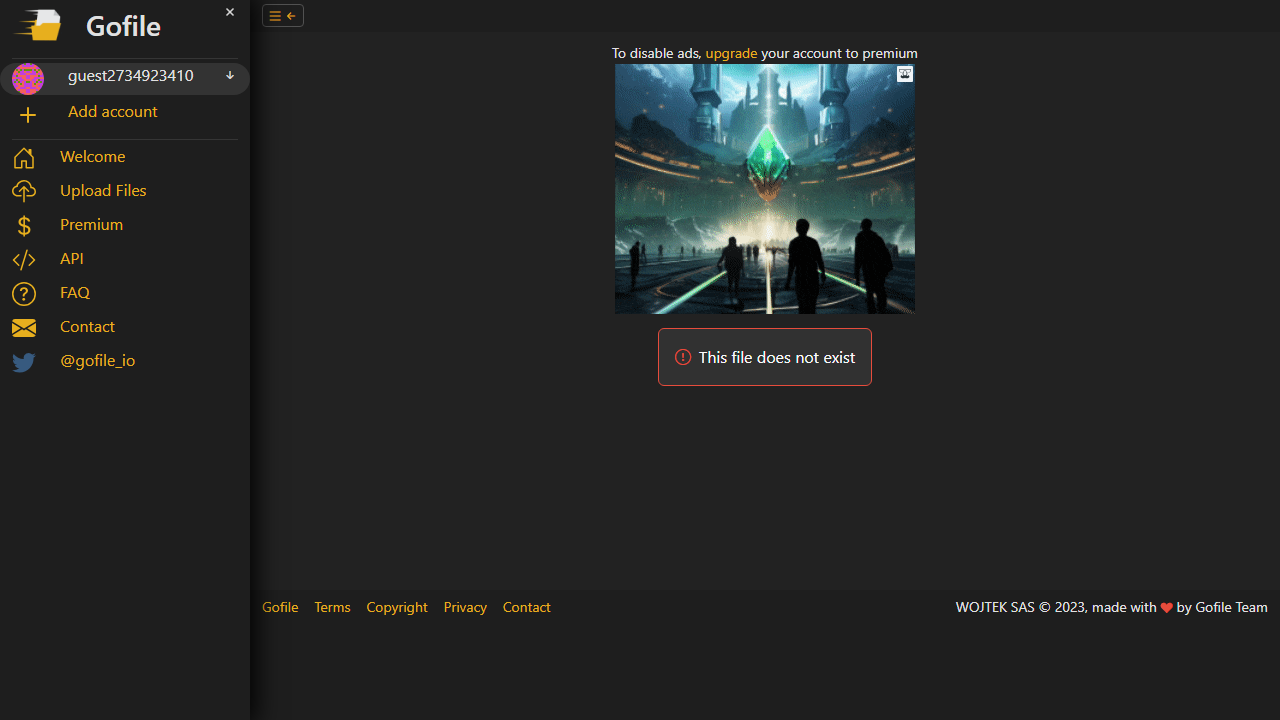 Gofile
guest2734923410
Add account
Welcome
Upload Files
Premium
API
FAQ
Contact
@gofile_io
To disable ads, upgrade your account to premium
This file does not exist
Gofile Terms Copyright Privacy Contact
WOJTEK SAS © 2023, made with ❤ by Gofile Team